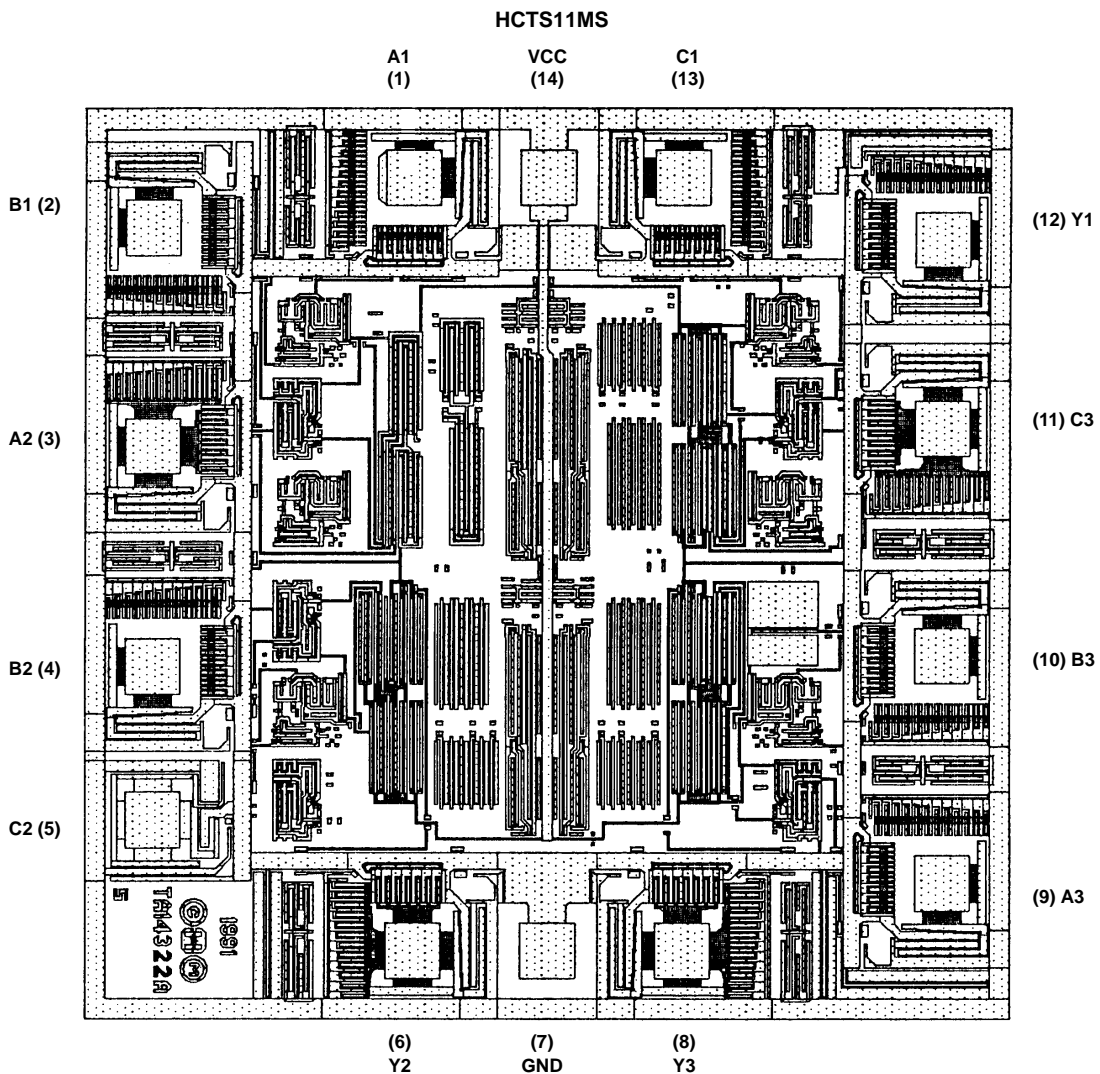 HCTS11MS
A1
(1)
VCC
(14)
C1
(13)
B1 (2)
(12) Y1
A2 (3)
(11) C3
B2 (4)
(10) B3
C2 (5)
(9) A3
1991
TA14322A
(6)
Y2
(7)
GND
(8)
Y3